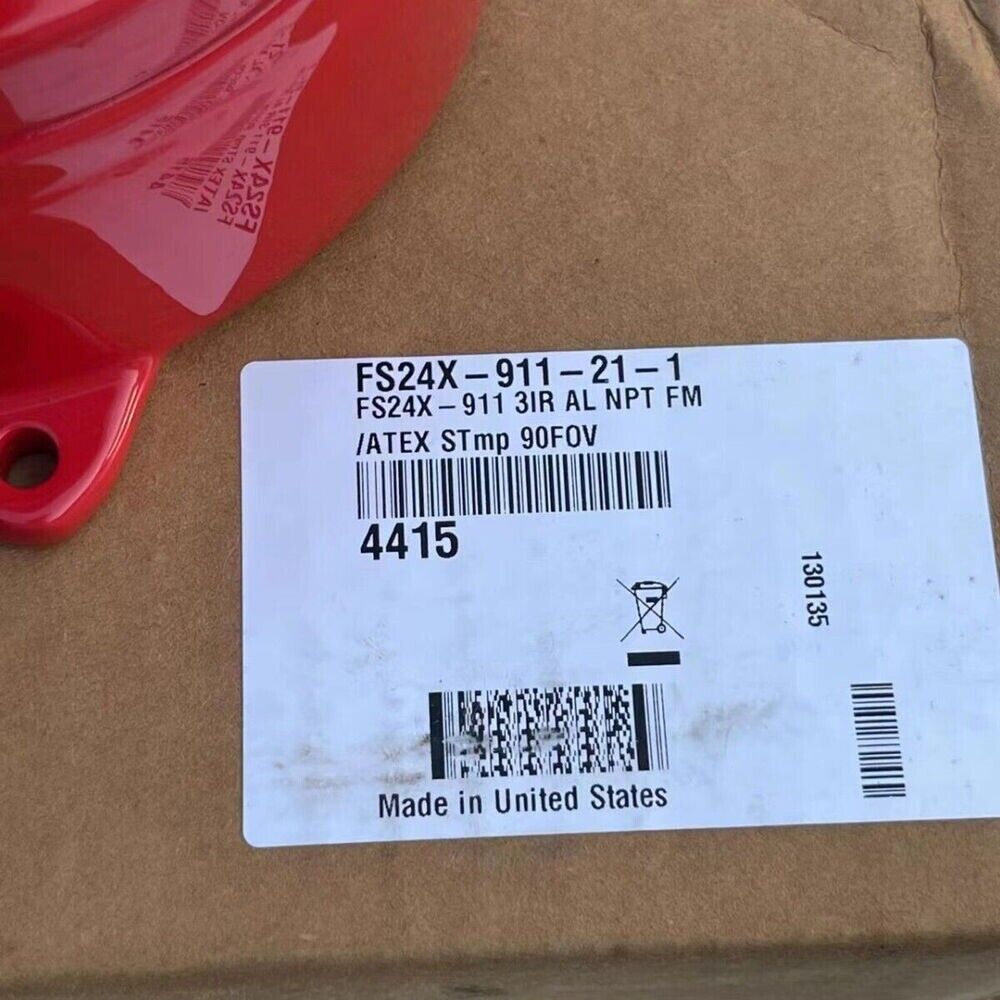 FS24X-911-21-1
FS24X-911 3IR AL NPT FM
/ATEX STmp 90FOV
4415
130135
Made in United States